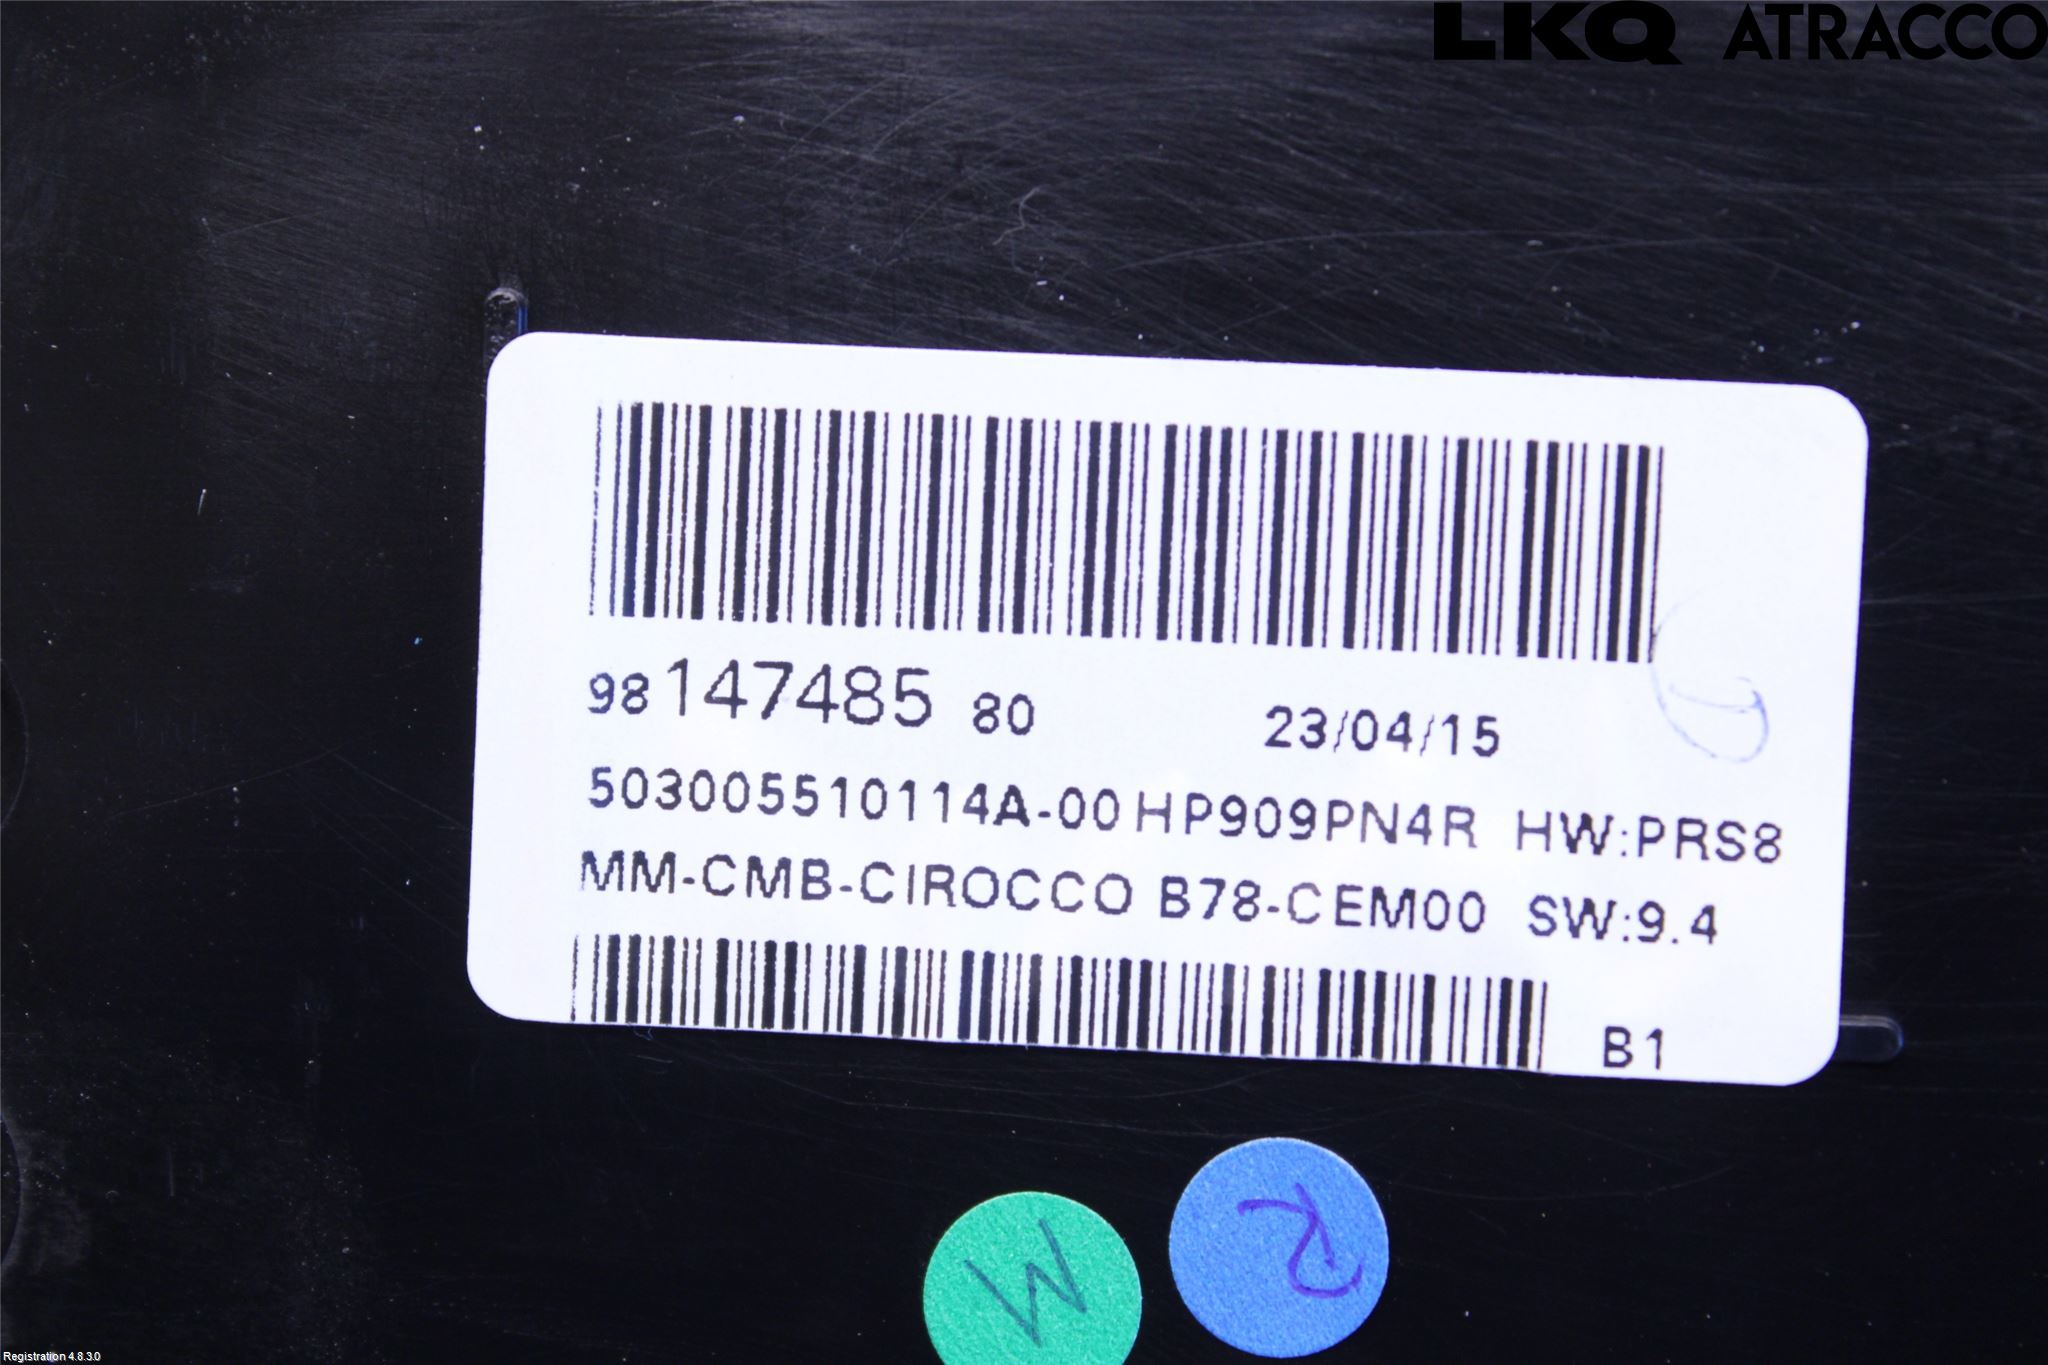 LKQ ATRACCO
98 147485 80 23/04/15
503005510114A-00 HP909PN4R HW:PRS8
MM-CMB-CIROCCO B78-CEM00 SW:9.4
B1
M
R
Registration 4.8.3.0